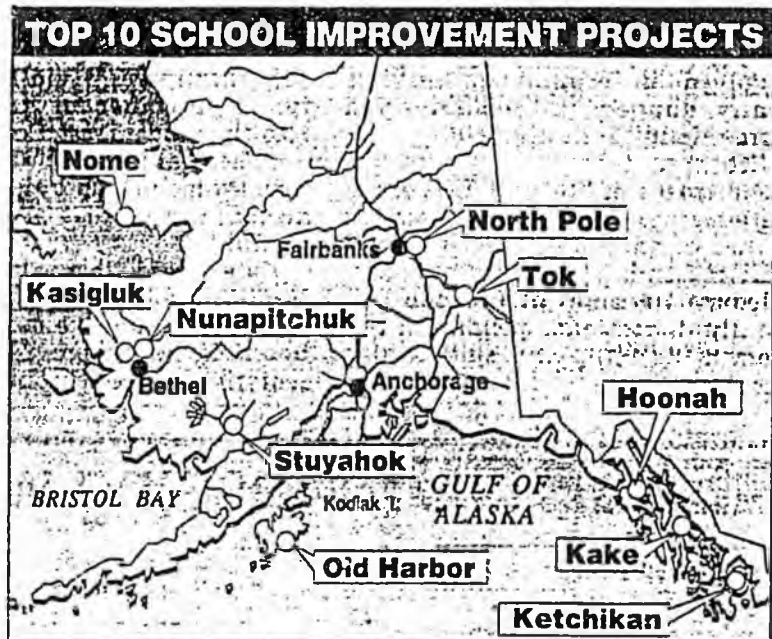 TOP 10 SCHOOL IMPROVEMENT PROJECTS
Nome
North Pole
Fairbanks
Tok
Kasigluk
Nunapitchuk
Bethel
Anchorage
Hoonah
Stuyahok
BRISTOL BAY
Kodiak I.
GULF OF
ALASKA
Old Harbor
Kake
Ketchikan